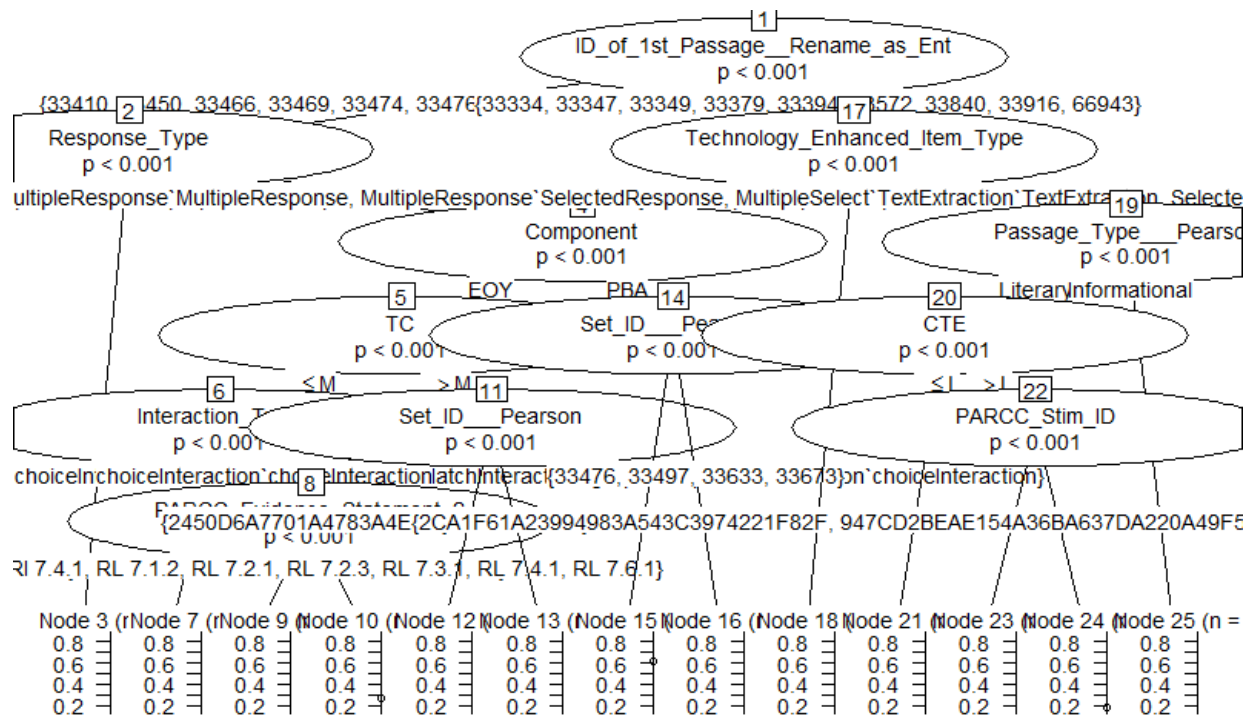 1
ID_of_1st_Passage__Rename_as_Ent
p < 0.001
{33410, 33450, 33466, 33469, 33474, 33476 {33334, 33347, 33349, 33379, 33394, 33572, 33840, 33916, 66943}
2
Response_Type
p < 0.001
17
Technology_Enhanced_Item_Type
p < 0.001
ultipleResponse`MultipleResponse, MultipleResponse`SelectedResponse, MultipleSelect`TextExtraction`TextExtraction, Selecte
Component
p < 0.001
19
Passage_Type___Pearso
p < 0.001
EOY PBA
Literary Informational
5
TC
p < 0.001
14
Set_ID___Pe
p < 0.001
20
CTE
p < 0.001
≤ M > M
6
Interaction_T
p < 0.001
11
Set_ID___Pearson
p < 0.001
22
PARCC_Stim_ID
p < 0.001
{33476, 33497, 33633, 33673}
choiceInteraction}
8
p < 0.001
{2450D6A7701A4783A4E{2CA1F61A23994983A543C3974221F82F, 947CD2BEAE154A36BA637DA220A49F5
RI 7.4.1, RL 7.1.2, RL 7.2.1, RL 7.2.3, RL 7.3.1, RL 7.4.1, RL 7.6.1}
Node 3 Node 7 Node 9 Node 10 Node 12 Node 13 Node 15 Node 16 Node 18 Node 21 Node 23 Node 24 Node 25 (n =
0.8 0.8 0.8 0.8 0.8 0.8 0.8 0.8 0.8 0.8 0.8 0.8 0.8
0.6 0.6 0.6 0.6 0.6 0.6 0.6 0.6 0.6 0.6 0.6 0.6 0.6
0.4 0.4 0.4 0.4 0.4 0.4 0.4 0.4 0.4 0.4 0.4 0.4 0.4
0.2 0.2 0.2 0.2 0.2 0.2 0.2 0.2 0.2 0.2 0.2 0.2 0.2